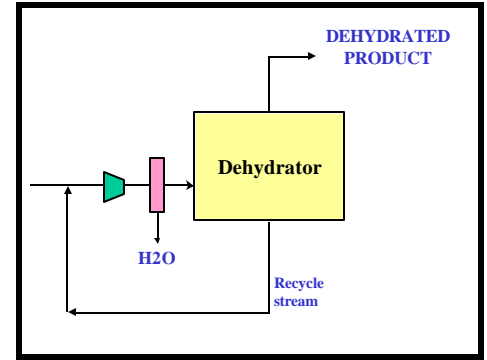 DEHYDRATED
PRODUCT
Dehydrator
H2O
Recycle
stream